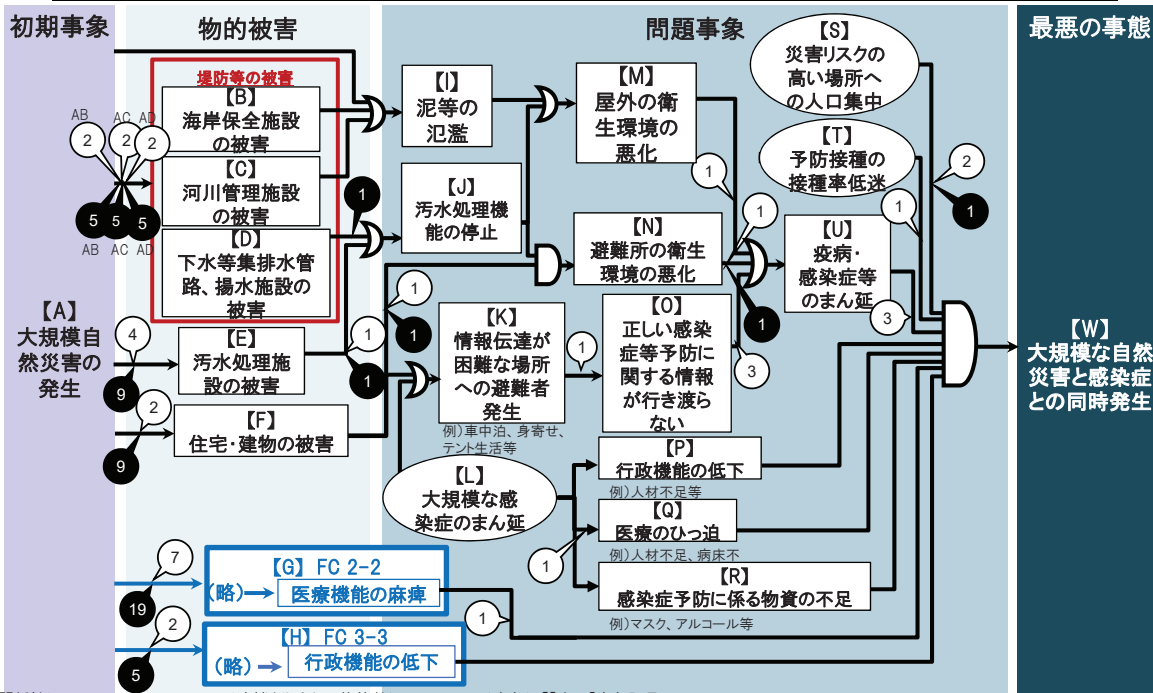 初期事象
物的被害
問題事象
最悪の事態
【A】
大規模自
然災害の
発生
AB
AC
AD
2
2
2
5
5
5
AB
AC
AD
4
9
2
9
7
19
2
5
堤防等の被害
【B】
海岸保全施設
の被害
【C】
河川管理施設
の被害
【D】
下水等集排水管
路、揚水施設の
被害
【E】
汚水処理施
設の被害
【F】
住宅・建物の被害
【G】 FC 2-2
(略)
医療機能の麻痺
【H】 FC 3-3
(略)
行政機能の低下
1
1
1
1
1
【I】
泥等の
氾濫
【J】
汚水処理機
能の停止
【K】
情報伝達が
困難な場所
への避難者
発生
例)車中泊、身寄せ、
テント生活等
【L】
大規模な感
染症のまん延
1
1
1
【M】
屋外の衛
生環境の
悪化
【N】
避難所の衛生
環境の悪化
【O】
正しい感染
症等予防に
関する情報
が行き渡ら
ない
【P】
行政機能の低下
例)人材不足等
【Q】
医療のひっ迫
例)人材不足、病床不
【R】
感染症予防に係る物資の不足
例)マスク、アルコール等
1
1
1
3
【S】
災害リスクの
高い場所へ
の人口集中
【T】
予防接種の
接種率低迷
【U】
疫病・
感染症等
のまん延
2
1
1
3
【W】
大規模な自然
災害と感染症
との同時発生